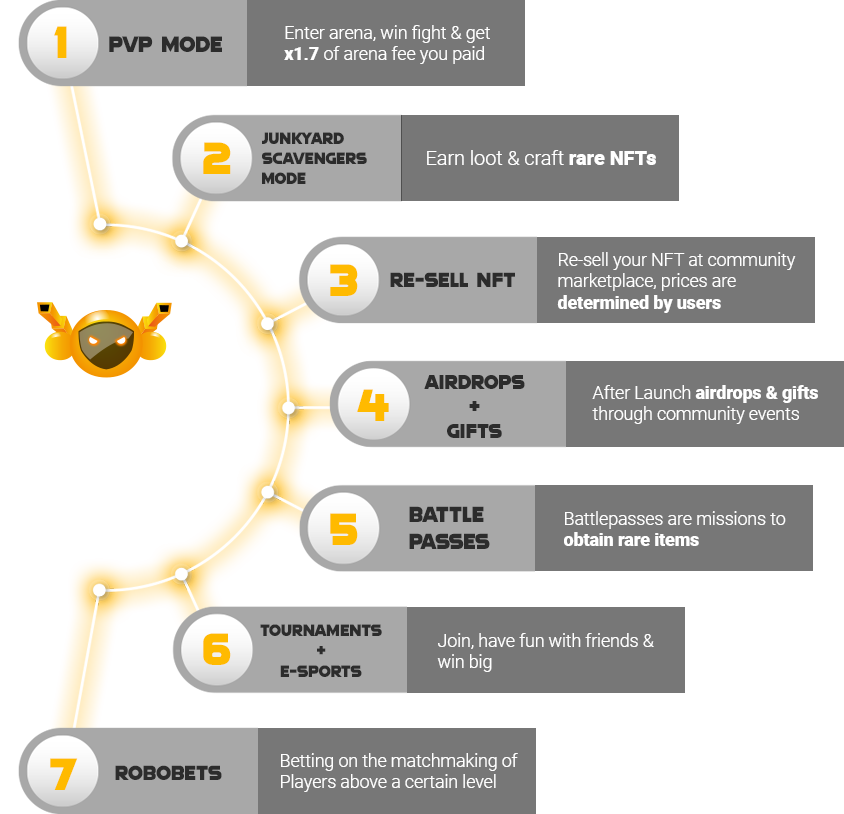 1
PVP MODE
Enter arena, win fight & get
x1.7 of arena fee you paid
2
JUNKYARD
SCAVENGERS
MODE
Earn loot & craft rare NFTs
3
RE-SELL NFT
Re-sell your NFT at community
marketplace, prices are
determined by users
4
AIRDROPS
+
GIFTS
After Launch airdrops & gifts
through community events
5
BATTLE
PASSES
Battlepasses are missions to
obtain rare items
6
TOURNAMENTS
+
E-SPORTS
Join, have fun with friends &
win big
7
ROBOBETS
Betting on the matchmaking of
Players above a certain level